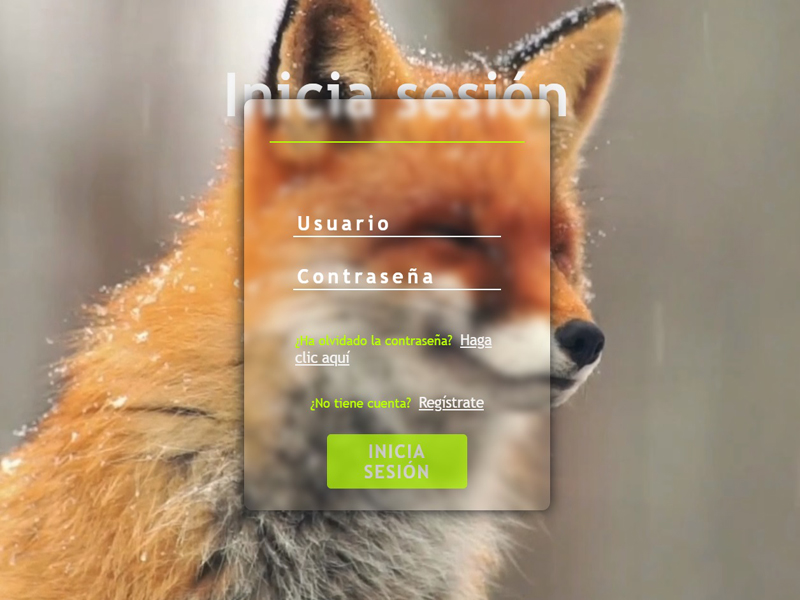 Inicia sesión
Usuario
Contraseña
¿Ha olvidado la contraseña? Haga
clic aquí
¿No tiene cuenta? Regístrate
INICIA
SESIÓN